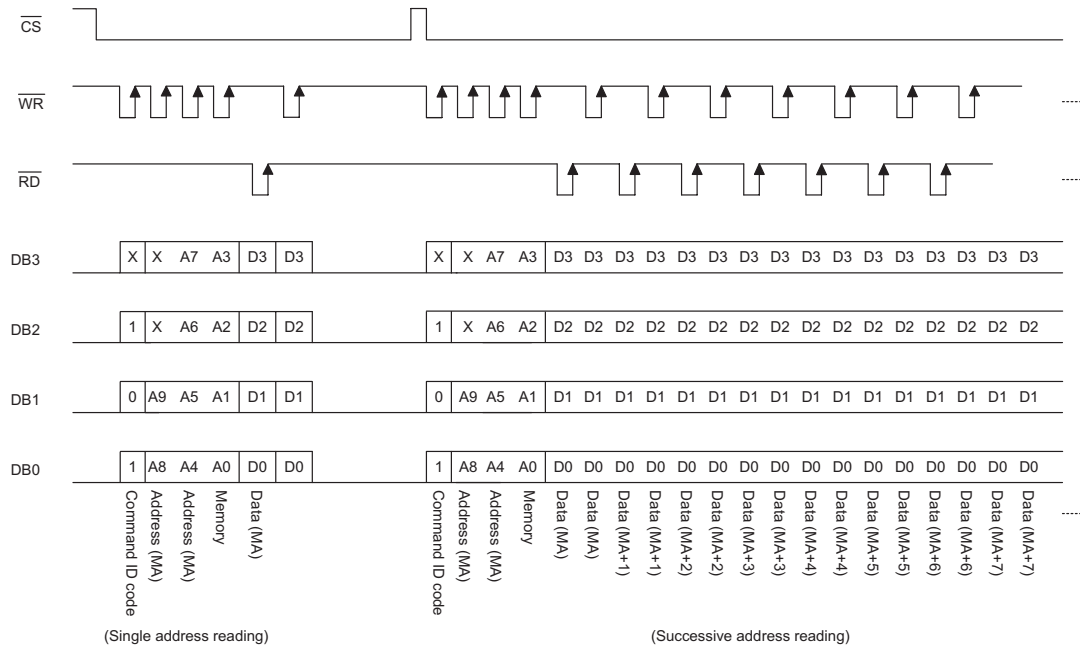 CS
WR
RD
DB3 X X A7 A3 D3 D3 X X A7 A3 D3 D3 D3 D3 D3 D3 D3 D3 D3 D3 D3 D3 D3 D3 D3 D3
DB2 1 X A6 A2 D2 D2 1 X A6 A2 D2 D2 D2 D2 D2 D2 D2 D2 D2 D2 D2 D2 D2 D2 D2 D2
DB1 0 A9 A5 A1 D1 D1 0 A9 A5 A1 D1 D1 D1 D1 D1 D1 D1 D1 D1 D1 D1 D1 D1 D1 D1 D1
DB0 1 A8 A4 A0 D0 D0 1 A8 A4 A0 D0 D0 D0 D0 D0 D0 D0 D0 D0 D0 D0 D0 D0 D0 D0 D0
Command ID code
Address (MA)
Address (MA)
Memory
Data (MA)
Command ID code
Address (MA)
Address (MA)
Memory
Data (MA)
Data (MA)
Data (MA+1)
Data (MA+1)
Data (MA+2)
Data (MA+2)
Data (MA+3)
Data (MA+3)
Data (MA+4)
Data (MA+4)
Data (MA+5)
Data (MA+5)
Data (MA+6)
Data (MA+6)
Data (MA+7)
Data (MA+7)
(Single address reading)
(Successive address reading)